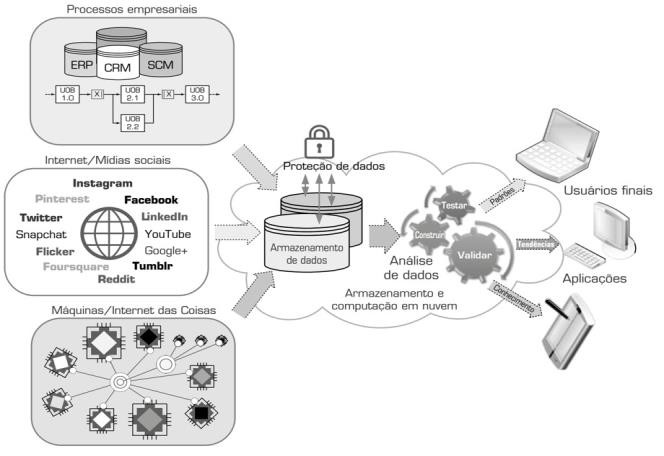 Processos empresariais
ERP
CRM
SCM
UOB
1.0
X
UOB
2.1
X
UOB
3.0
UOB
2.2
Internet/Mídias sociais
Instagram
Pinterest
Facebook
Twitter
LinkedIn
Snapchat
YouTube
Flicker
Google+
Foursquare
Tumblr
Reddit
Máquinas/Internet das Coisas
Proteção de dados
Armazenamento
de dados
Testar
Construir
Validar
Análise
de dados
Armazenamento e
computação em nuvem
Padrões
Tendências
Conhecimento
Usuários finais
Aplicações